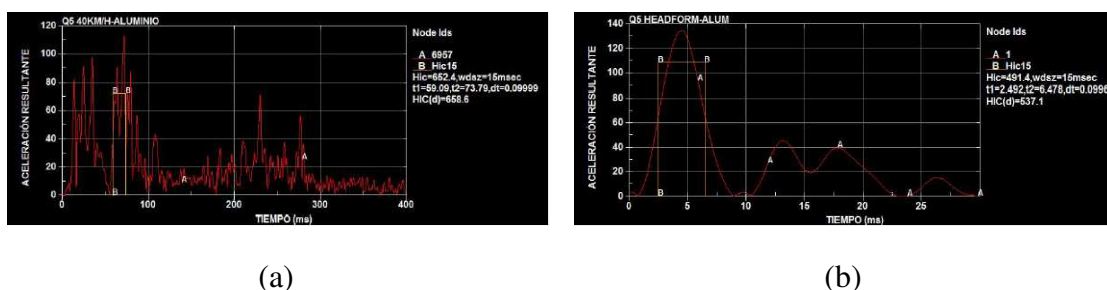 Q5 40KM/H-ALUMINIO
ACELERACIÓN RESULTANTE
120
100
80
60
40
20
0
0
100
200
300
400
TIEMPO (ms)
B
B
B
A
A
Node Ids
A 6957
B Hic15
Hic=652.4,wdsz=15msec
t1=59.09,t2=73.79,dt=0.09999
HIC(d)=658.6
(a)
Q5 HEADFORM-ALUM
ACELERACIÓN RESULTANTE
140
120
100
80
60
40
20
0
0
5
10
15
20
25
TIEMPO (ms)
B
B
B
A
A
A
A
A
Node Ids
A 1
B Hic15
Hic=491.4,wdsz=15msec
t1=2.492,t2=6.478,dt=0.0996
HIC(d)=537.1
(b)